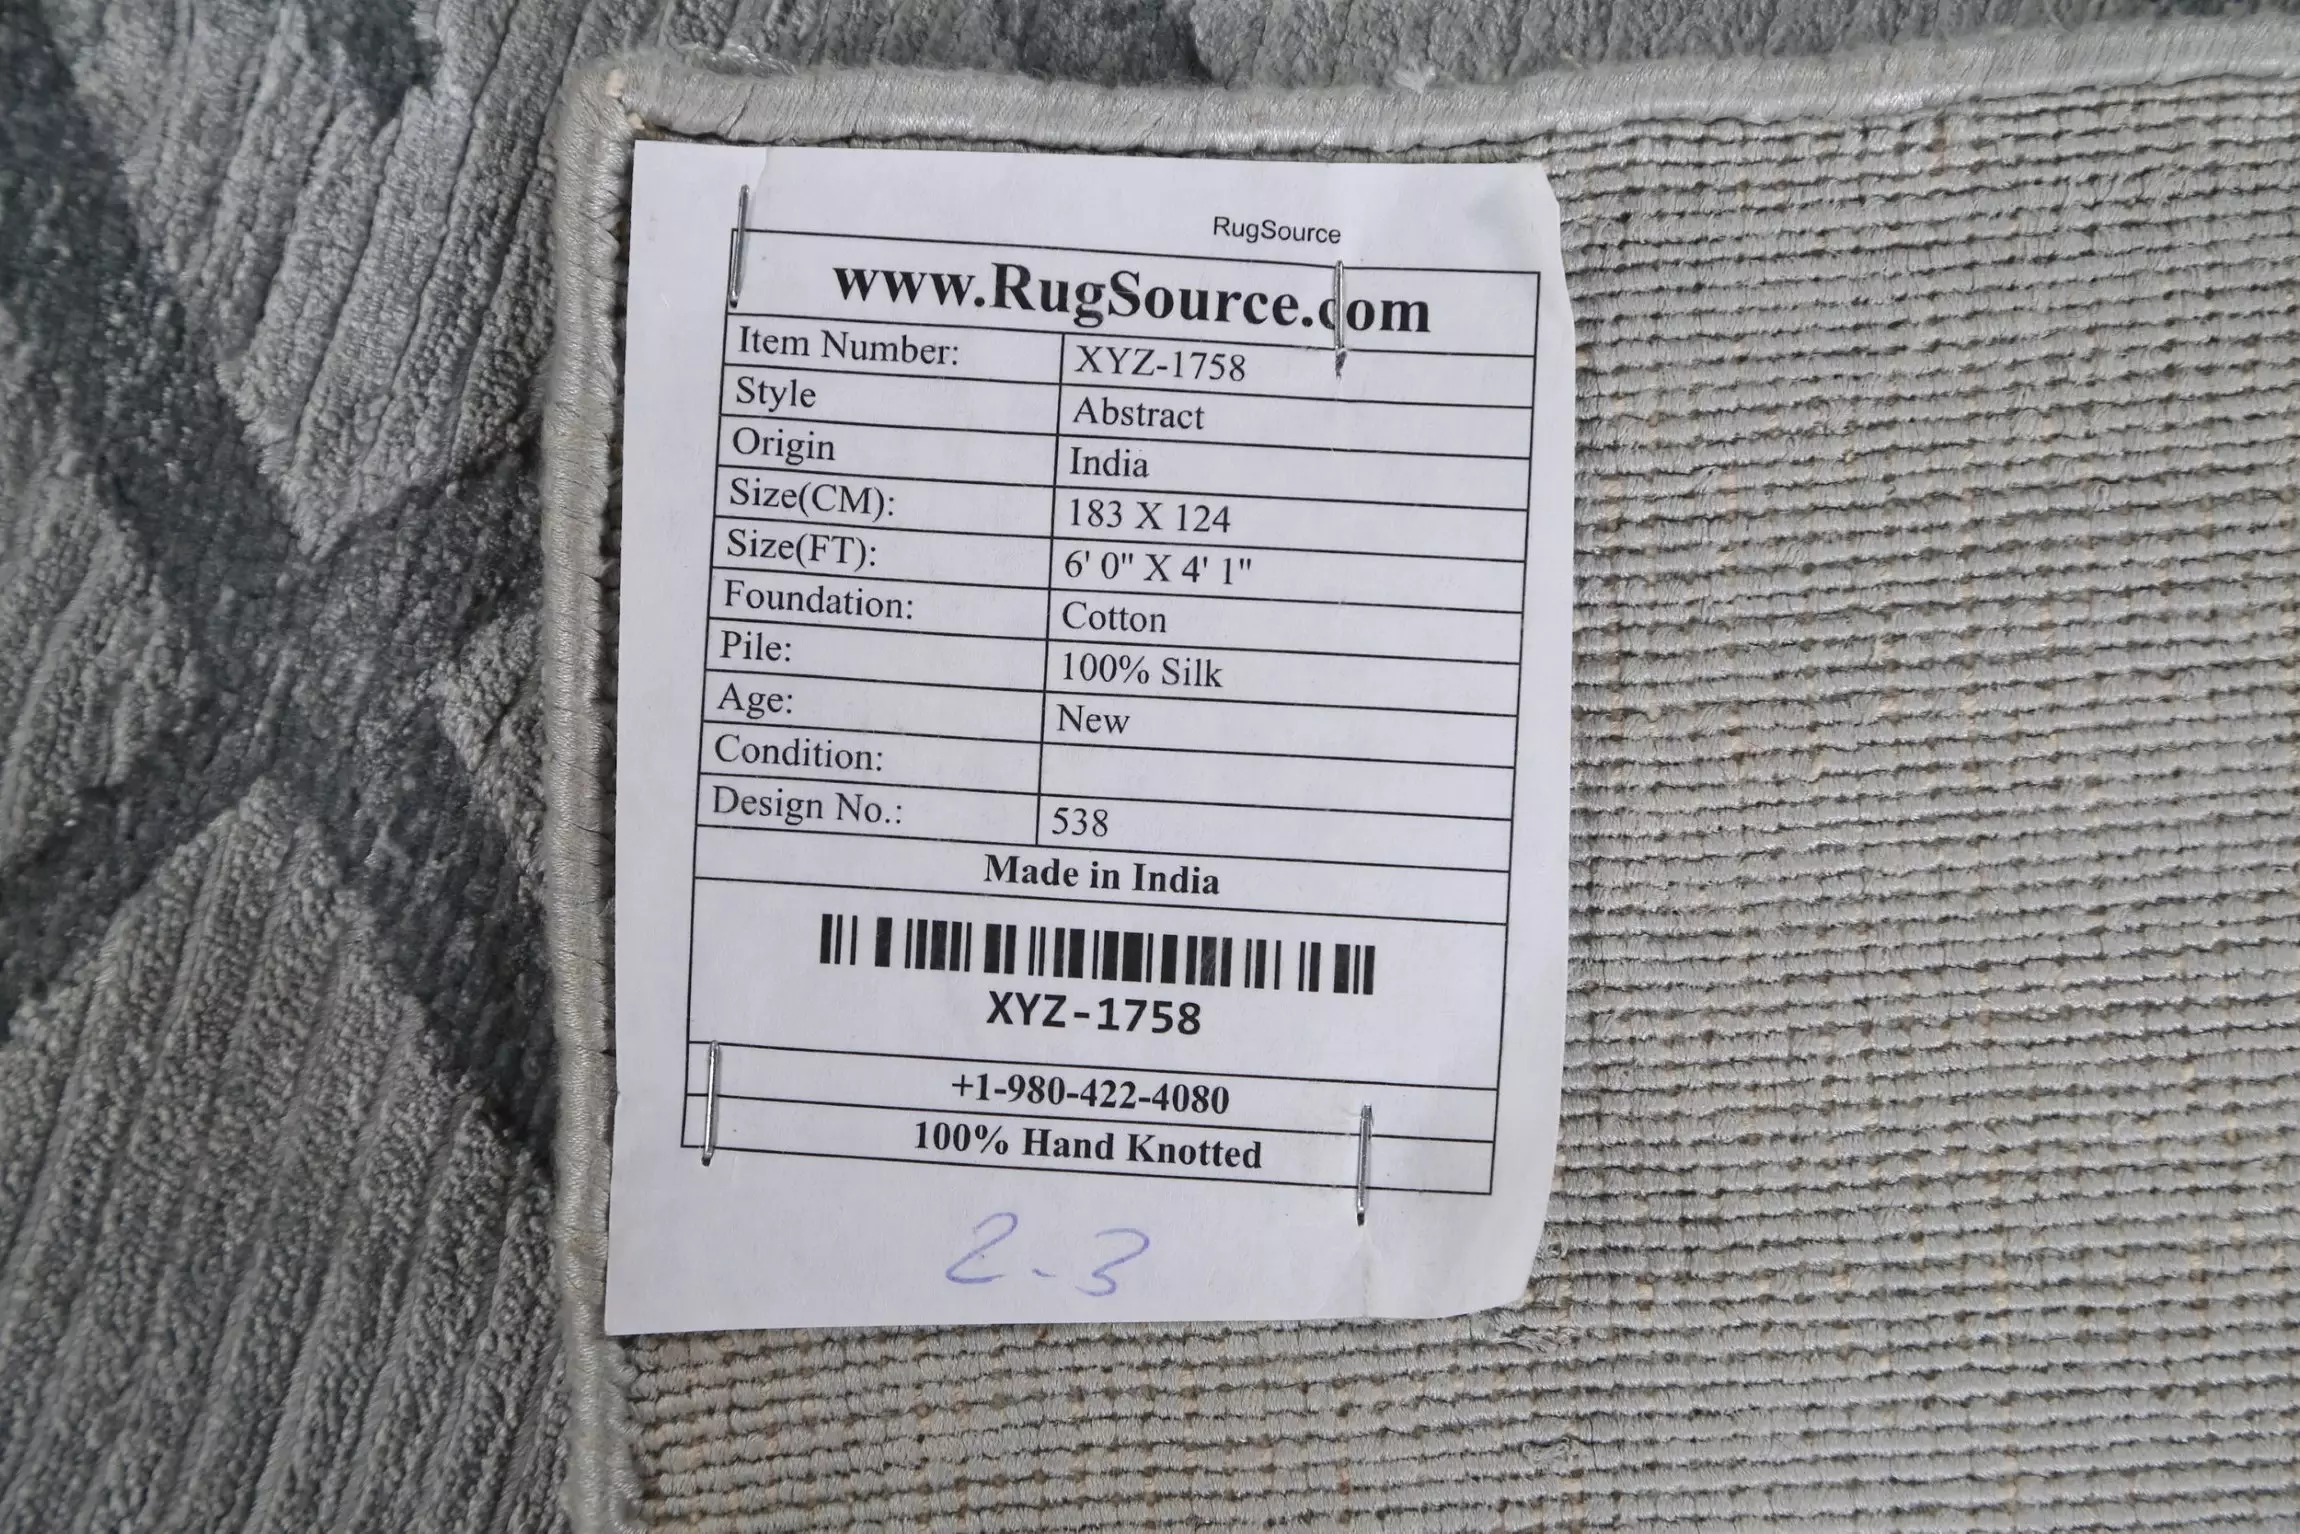 RugSource
www.RugSource.com
Item Number: XYZ-1758
Style Abstract
Origin India
Size(CM): 183 X 124
Size(FT): 6' 0" X 4' 1"
Foundation: Cotton
Pile: 100% Silk
Age: New
Condition:
Design No.: 538
Made in India
XYZ-1758
+1-980-422-4080
100% Hand Knotted
2-3